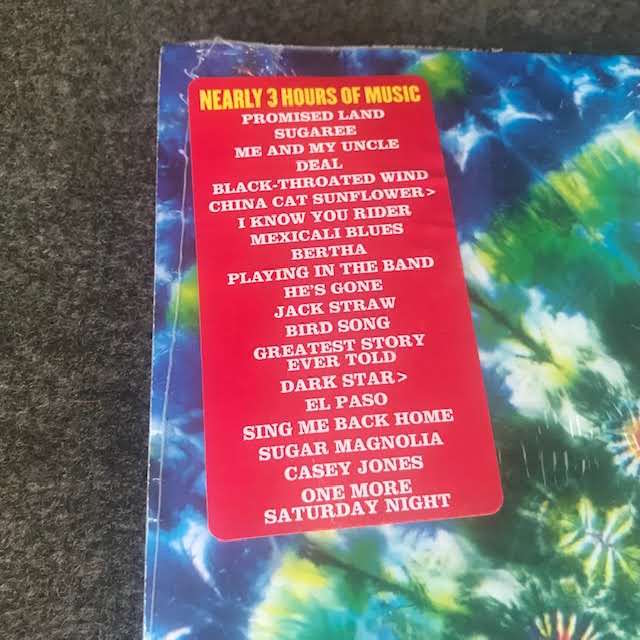 NEARLY 3 HOURS OF MUSIC
PROMISED LAND
SUGAREE
ME AND MY UNCLE
DEAL
BLACK-THROATED WIND
CHINA CAT SUNFLOWER>
I KNOW YOU RIDER
MEXICALI BLUES
BERTHA
PLAYING IN THE BAND
HE'S GONE
JACK STRAW
BIRD SONG
GREATEST STORY
EVER TOLD
DARK STAR>
EL PASO
SING ME BACK HOME
SUGAR MAGNOLIA
CASEY JONES
ONE MORE
SATURDAY NIGHT